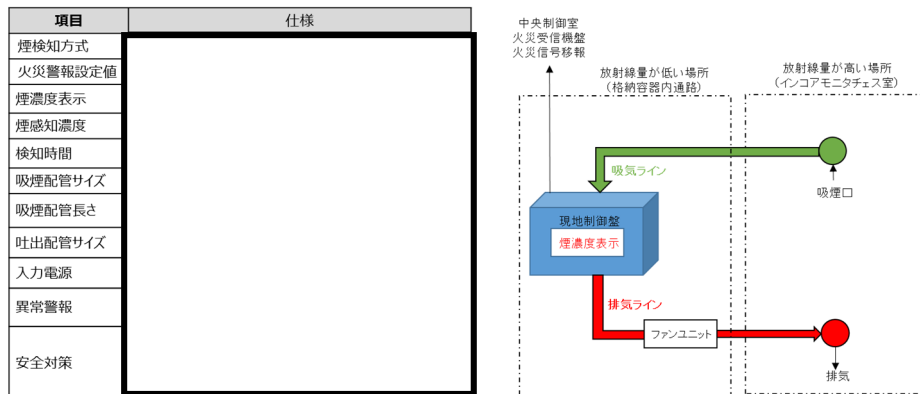 項目 仕様
煙検知方式
火災警報設定値
煙濃度表示
煙感知濃度
検知時間
吸煙配管サイズ
吸煙配管長さ
吐出配管サイズ
入力電源
異常警報
安全対策
中央制御室
火災受信機盤
火災信号移報
放射線量が低い場所
(格納容器内通路)
放射線量が高い場所
(インコアモニタチェス室)
吸気ライン
吸煙口
現地制御盤
煙濃度表示
排気ライン
ファンユニット
排気